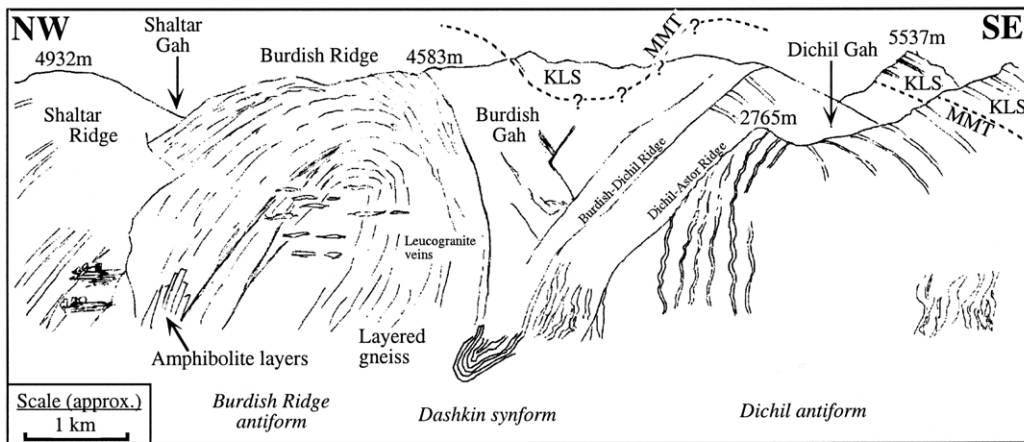 NW
SE
Shaltar
Gah
4932m
Burdish Ridge
4583m
MMT
?
?
?
?
KLS
Dichil Gah
5537m
KLS
KLS
MMT
Shaltar
Ridge
Burdish
Gah
2765m
Burdish-Dichil Ridge
Dichil-Astor Ridge
Leucogranite
veins
Layered
gneiss
Amphibolite layers
Scale (approx.)
1 km
Burdish Ridge
antiform
Dashkin synform
Dichil antiform